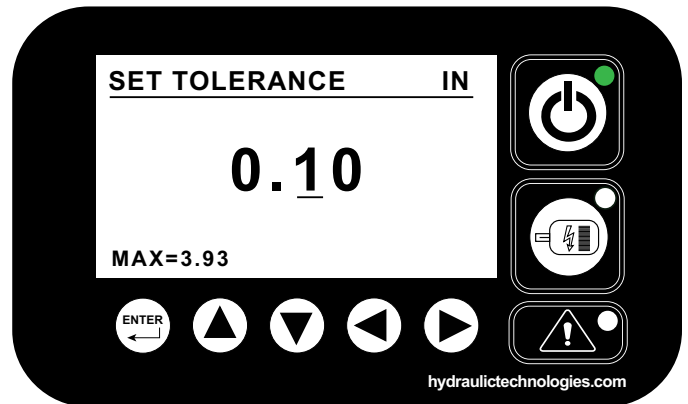 SET TOLERANCE IN
0.10
MAX=3.93
ENTER
hydraulictechnologies.com